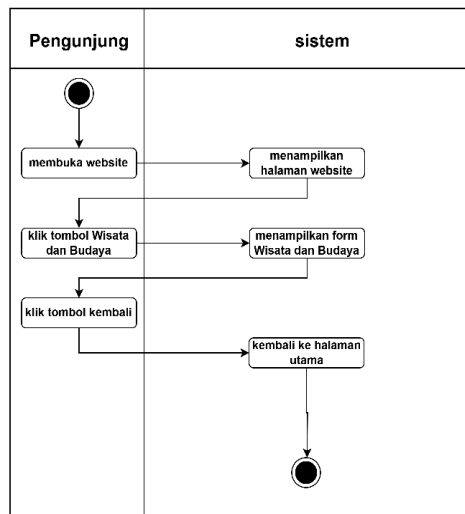 Pengunjung
sistem
membuka website
menampilkan
halaman website
klik tombol Wisata
dan Budaya
menampilkan form
Wisata dan Budaya
klik tombol kembali
kembali ke halaman
utama